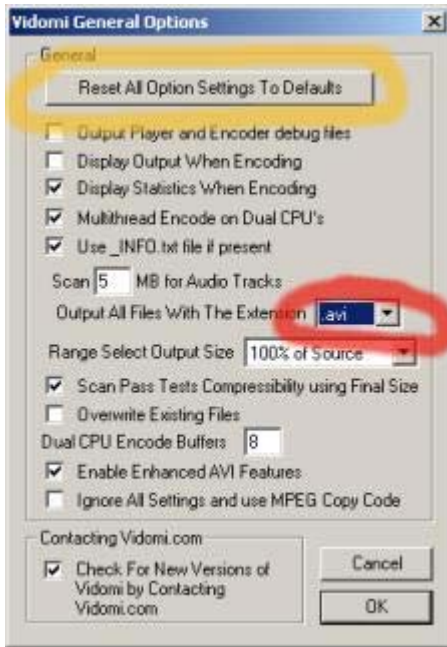 Vidomi General Options
General
Reset All Option Settings To Defaults
Output Player and Encoder debug files
Display Output When Encoding
Display Statistics When Encoding
Multithread Encode on Dual CPU's
Use _INFO.txt file if present
Scan 5 MB for Audio Tracks
Output All Files With The Extension .avi
Range Select Output Size 100% of Source
Scan Pass Tests Compressibility using Final Size
Overwrite Existing Files
Dual CPU Encode Buffers 8
Enable Enhanced AVI Features
Ignore All Settings and use MPEG Copy Code
Contacting Vidomi.com
Check For New Versions of
Vidomi by Contacting
Vidomi.com
Cancel
OK